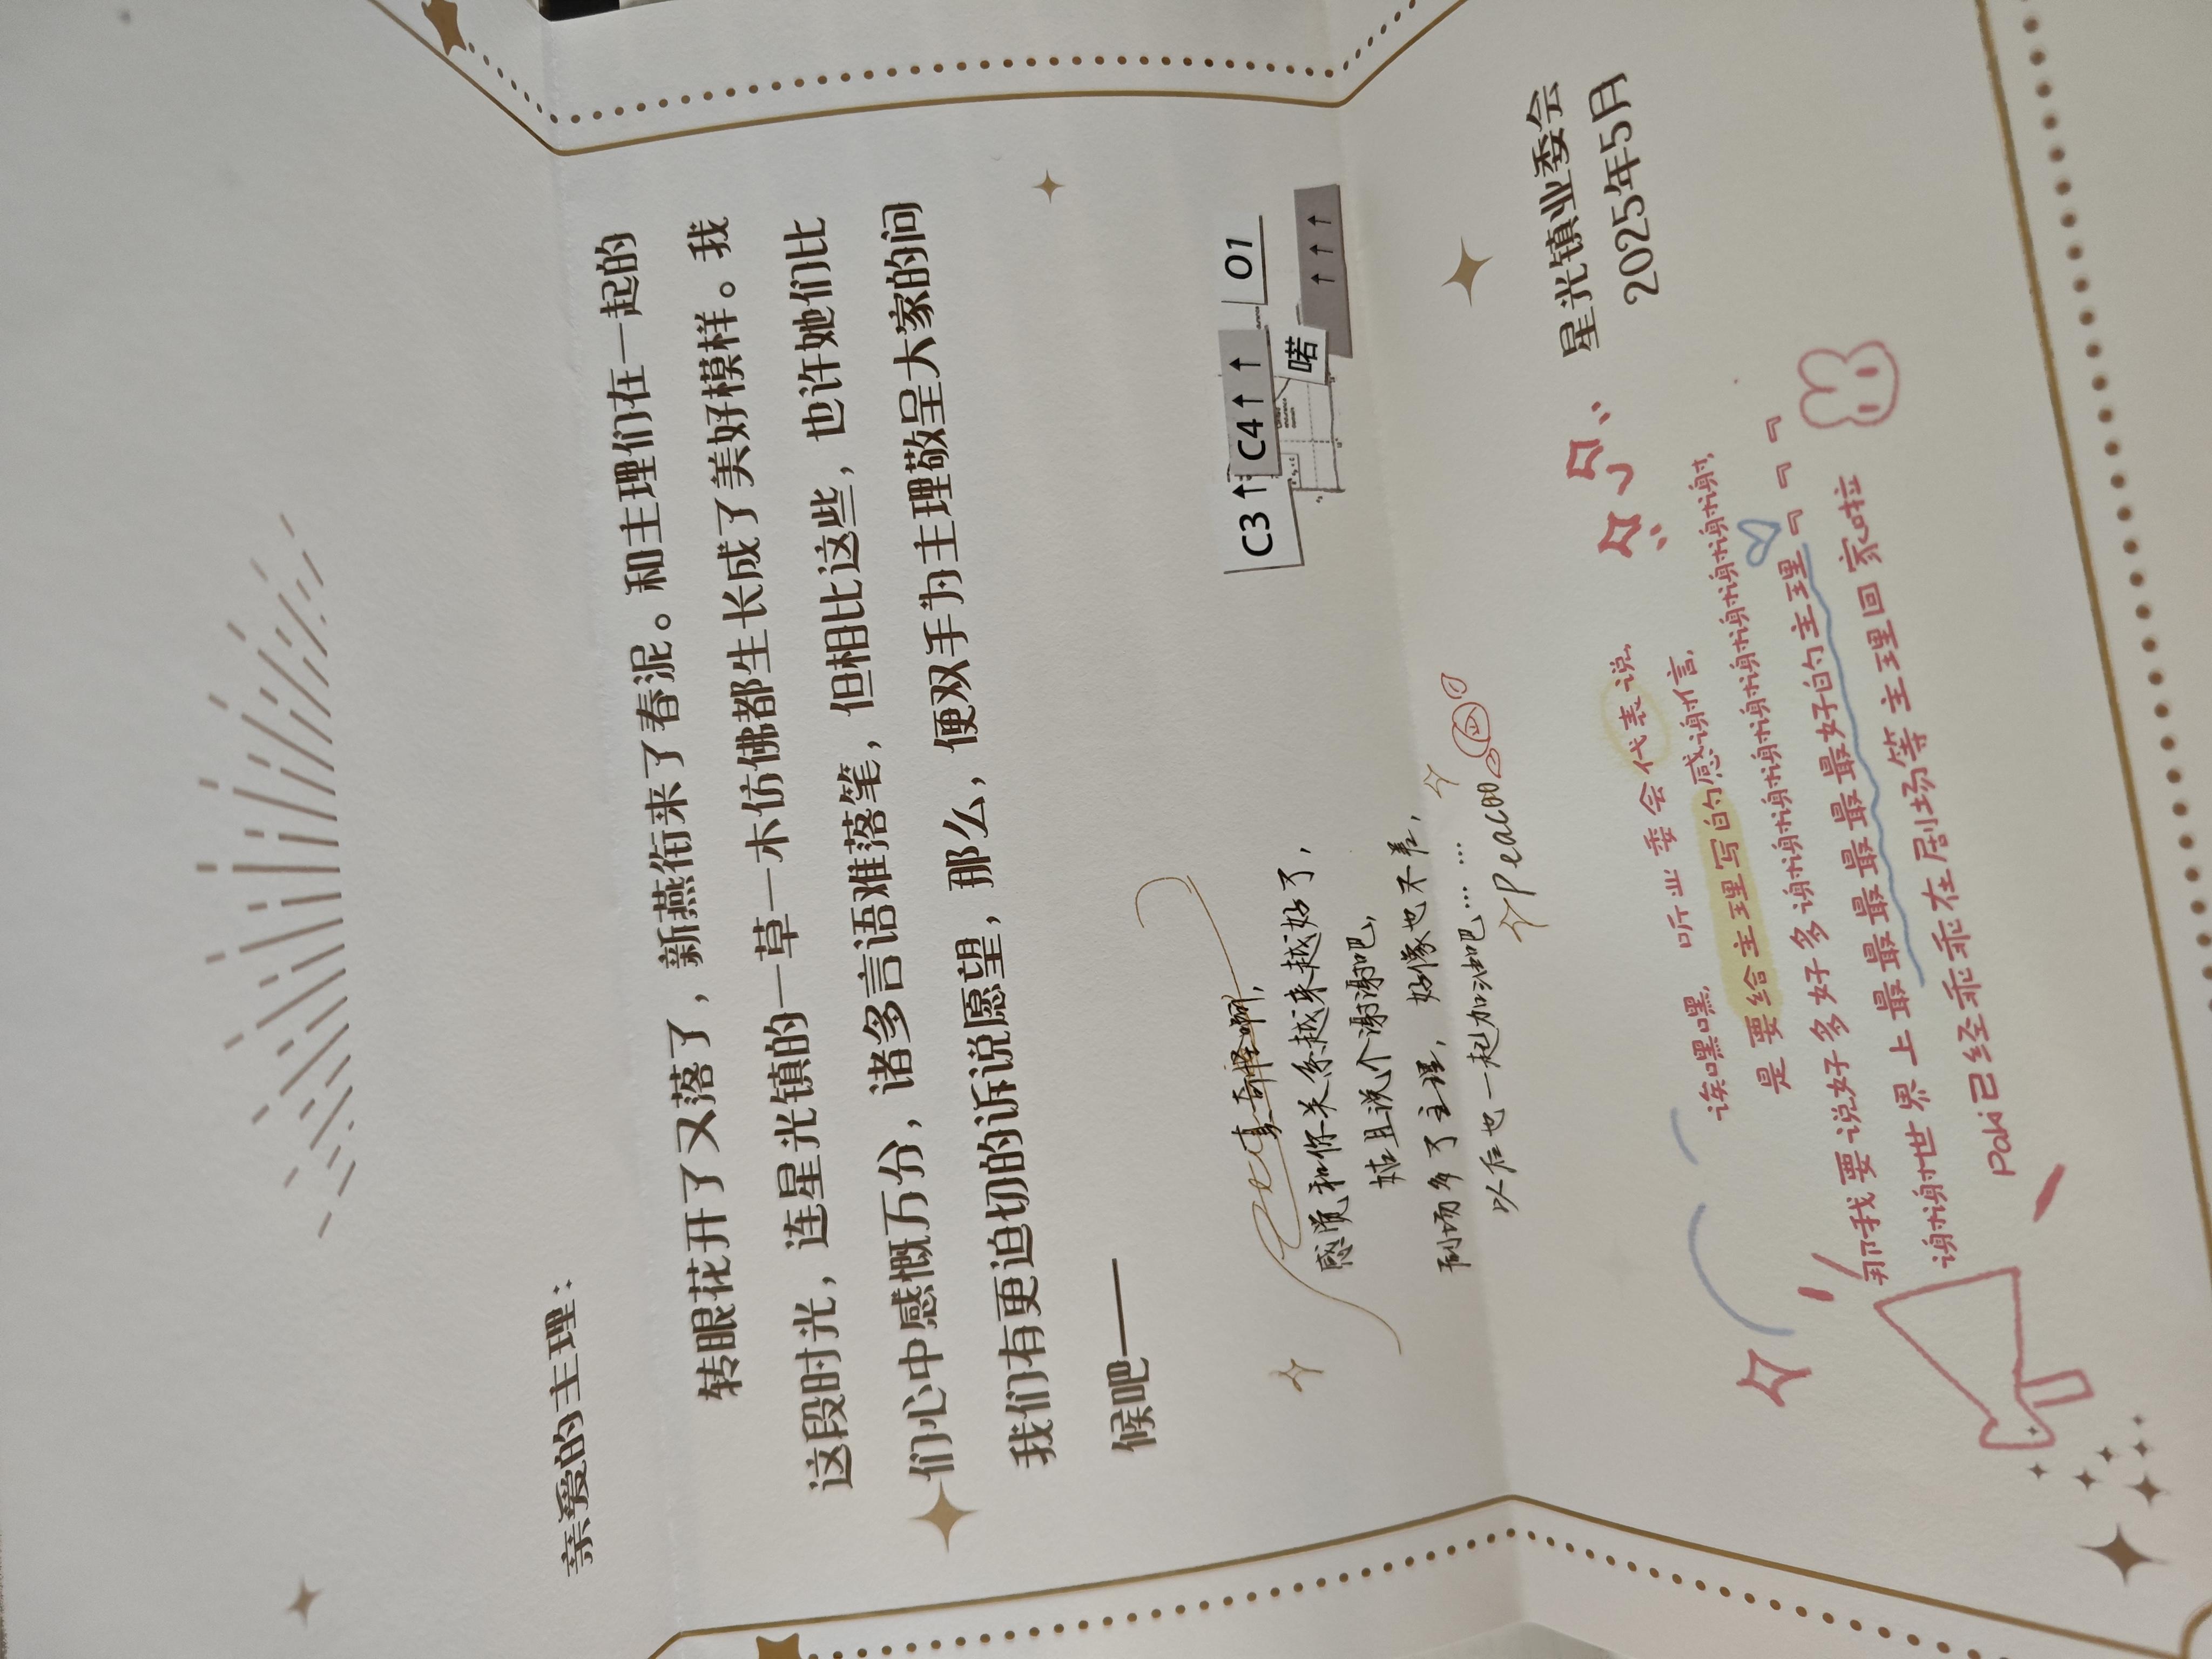 亲爱的主理：
转眼花开了又落了，新燕衔来了春泥。和主理们在一起的
这段时光，连星光镇的一草一木仿佛都生长成了美好模样。我
们心中感慨万分，诸多言语难落笔，但相比这些，也许她们比
我们有更迫切的诉说愿望，那么，便双手为主理敬呈大家的问
候吧——
真奇怪啊，
感觉和你关系越来越好了，
姑且说个谢谢吧，
剧场多了主理，好像也不差，
以后也一起加油吧……
Peacoo
C3↑ C4↑↑ 01
喏 ↑↑↑
星光镇业委会
2025年5月
诶嘿嘿，听业委会代表说
是要给主理写的感谢信，
那我要说好多好多好多谢谢谢谢谢谢谢谢谢谢，
谢谢世界上最最最最最最最好的主理
Paki已经乖乖在剧场等主理回家啦